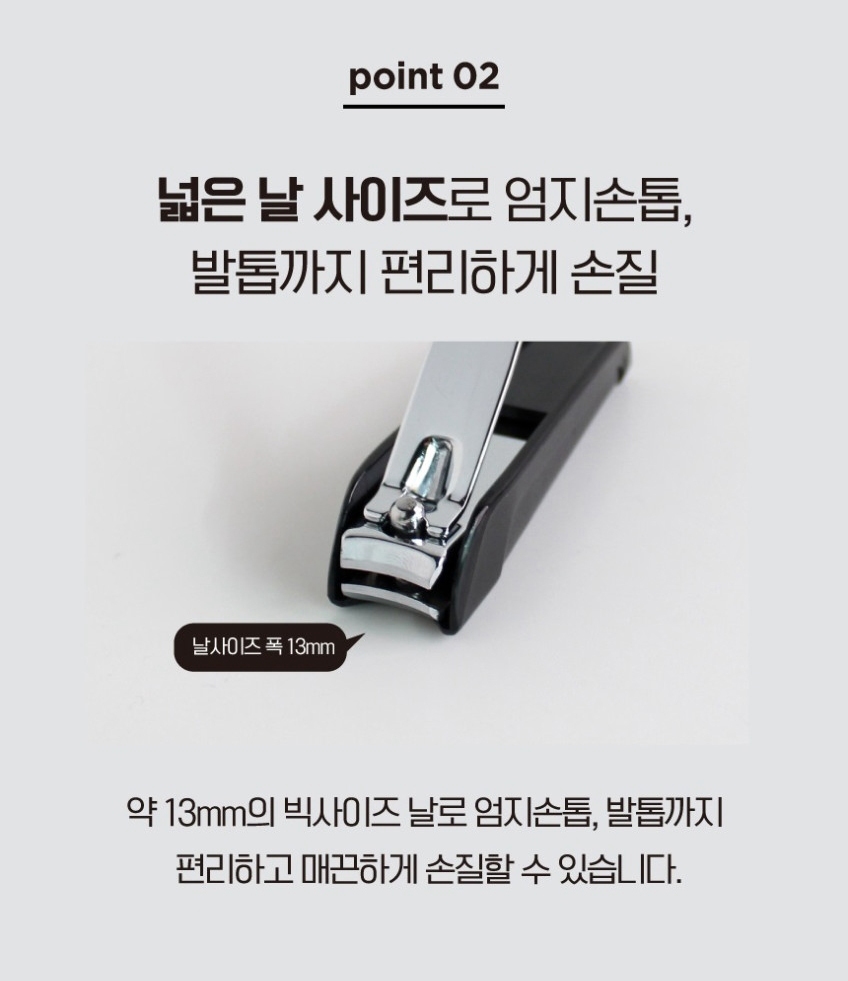 point 02
넓은 날 사이즈로 엄지손톱,
발톱까지 편리하게 손질
날사이즈 폭 13mm
약 13mm의 빅사이즈 날로 엄지손톱, 발톱까지
편리하고 매끈하게 손질할 수 있습니다.